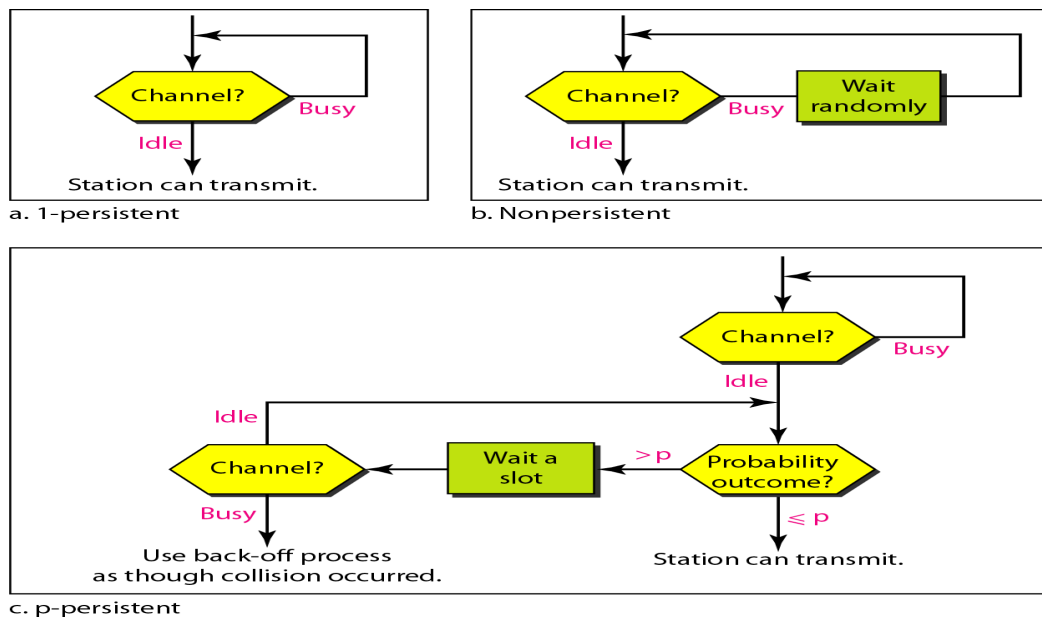 Channel?
Busy
Idle
Station can transmit.
a. 1-persistent
Channel?
Busy
Wait
randomly
Idle
Station can transmit.
b. Nonpersistent
Channel?
Busy
Idle
Idle
Channel?
Wait a
slot
> p
Probability
outcome?
Busy
⩽ p
Use back-off process
as though collision occurred.
Station can transmit.
c. p-persistent